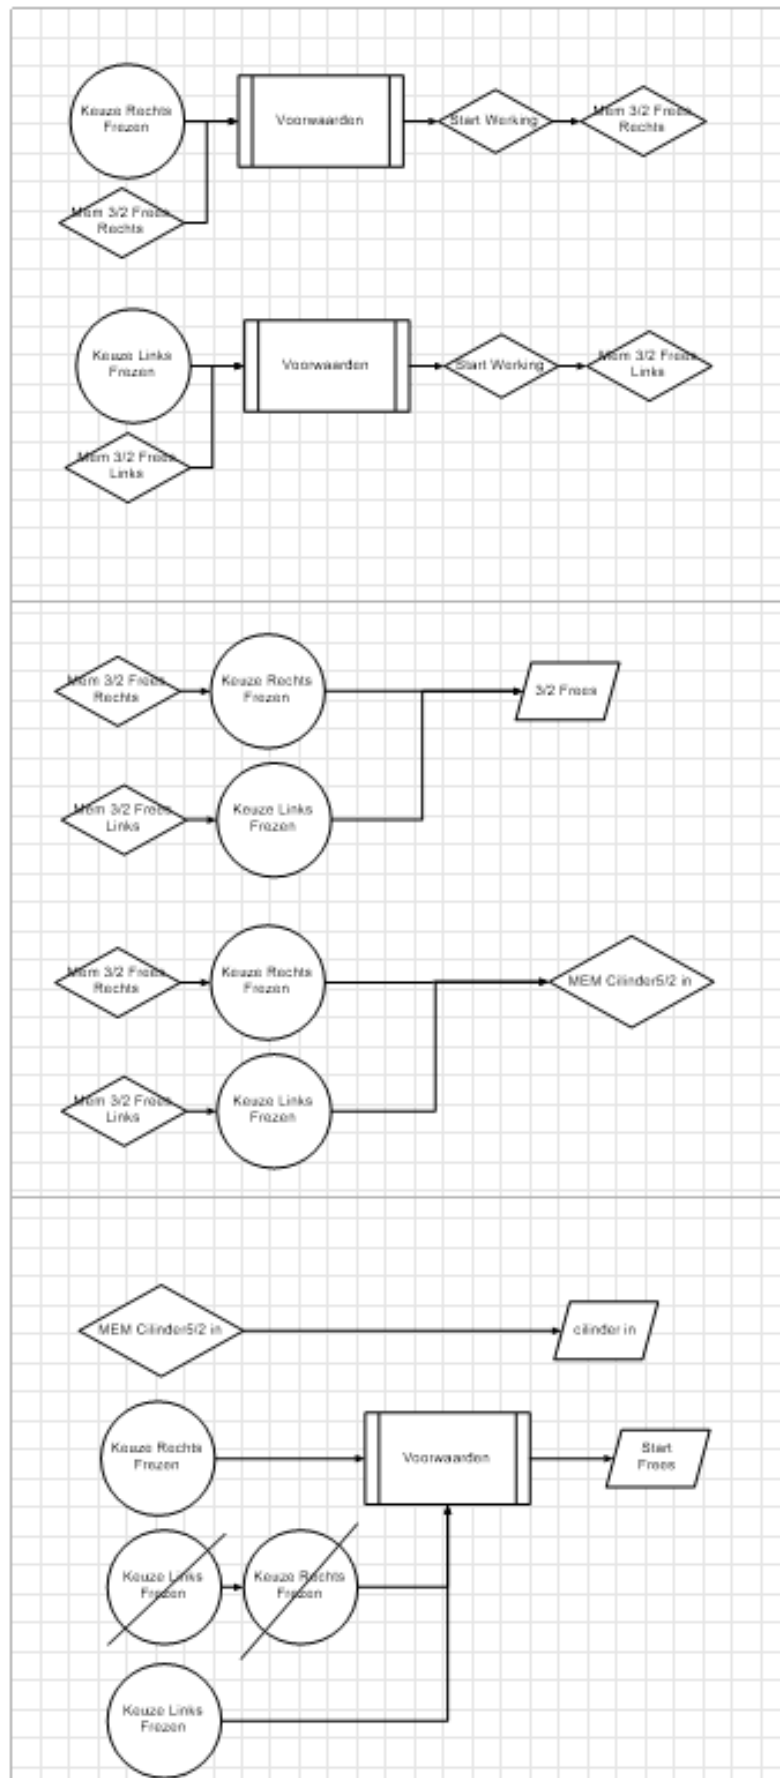 Keuze Rechts
Frezen
Voorwaarden
Start Werking
Mem 3/2 Frees
Rechts
Mem 3/2 Frees
Rechts
Keuze Links
Frezen
Voorwaarden
Start Werking
Mem 3/2 Frees
Links
Mem 3/2 Frees
Links
Mem 3/2 Frees
Rechts
Keuze Rechts
Frezen
3/2 Frees
Mem 3/2 Frees
Links
Keuze Links
Frezen
Mem 3/2 Frees
Rechts
Keuze Rechts
Frezen
MEM Cilinder5/2 in
Mem 3/2 Frees
Links
Keuze Links
Frezen
MEM Cilinder5/2 in
cilinder in
Keuze Rechts
Frezen
Voorwaarden
Start
Frees
Keuze Links
Frezen
Keuze Rechts
Frezen
Keuze Links
Frezen